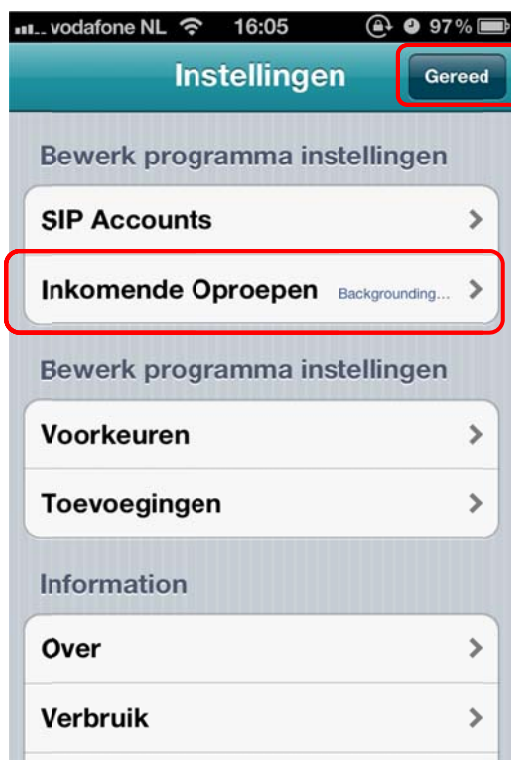 vodafone NL 16:05 97%
Instellingen Gereed
Bewerk programma instellingen
SIP Accounts
Inkomende Oproepen Backgrounding...
Bewerk programma instellingen
Voorkeuren
Toevoegingen
Information
Over
Verbruik